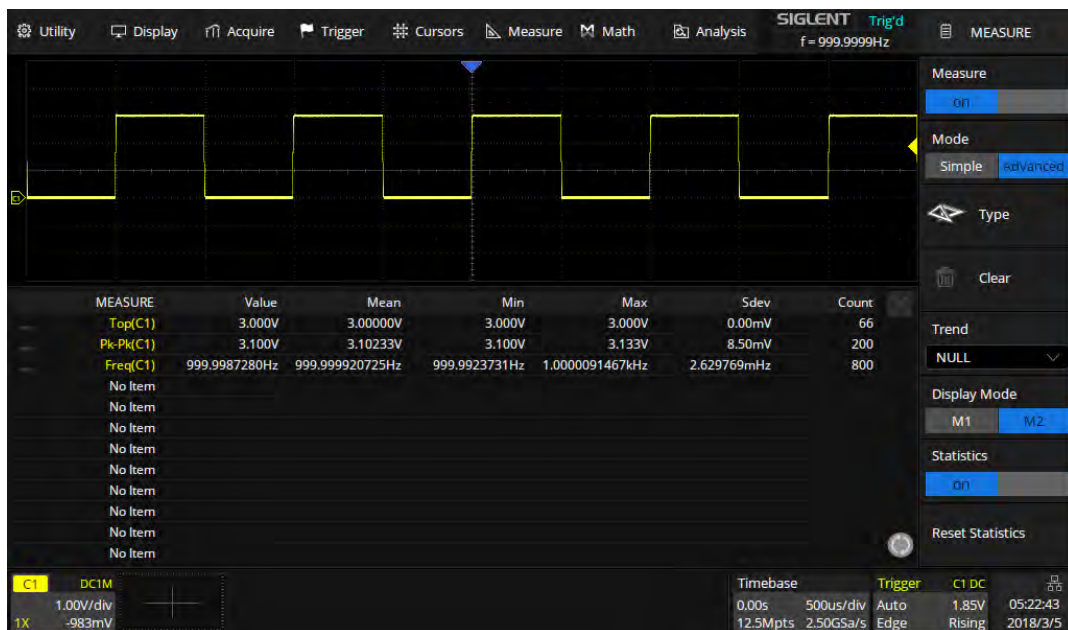 Utility Display Acquire Trigger Cursors Measure Math Analysis SIGLENT Trig'd
f = 999.9999Hz
MEASURE
Measure
on
Mode
Simple Advanced
Type
Clear
Trend
NULL
Display Mode
M1 M2
Statistics
on
Reset Statistics
C1
MEASURE Value Mean Min Max Sdev Count
Top(C1) 3.000V 3.00000V 3.000V 3.000V 0.00mV 66
Pk-Pk(C1) 3.100V 3.10233V 3.100V 3.133V 8.50mV 200
Freq(C1) 999.9987280Hz 999.999920725Hz 999.9923731Hz 1.0000091467kHz 2.629769mHz 800
No Item
No Item
No Item
No Item
No Item
No Item
No Item
No Item
No Item
C1 DC1M
1.00V/div
1X -983mV
Timebase
0.00s 500us/div
12.5Mpts 2.50GSa/s
Trigger C1 DC
Auto 1.85V
Edge Rising
05:22:43
2018/3/5